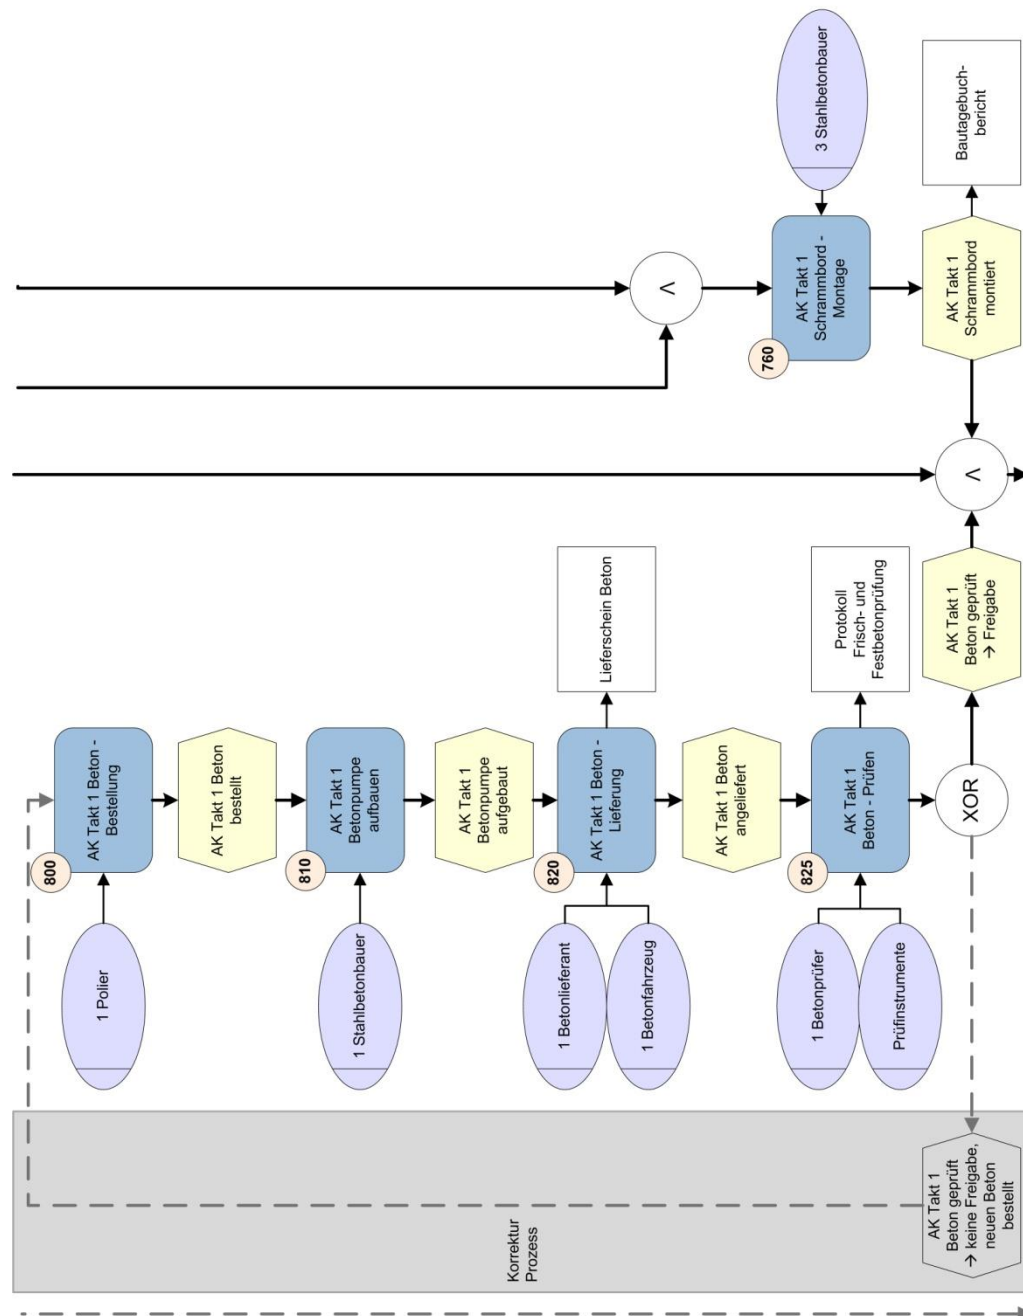 3 Stahlbetonbauer
760
AK Takt 1
Schrammbord -
Montage
V
AK Takt 1
Schrammbord
montiert
Bautagebuch-
bericht
V
800
AK Takt 1 Beton -
Bestellung
1 Polier
AK Takt 1 Beton
bestellt
810
AK Takt 1
Betonpumpe
aufbauen
1 Stahlbetonbauer
AK Takt 1
Betonpumpe
aufgebaut
820
AK Takt 1 Beton -
Lieferung
Lieferschein Beton
1 Betonlieferant
1 Betonfahrzeug
AK Takt 1 Beton
angeliefert
825
AK Takt 1
Beton - Prüfen
Protokoll
Frisch- und
Festbetonprüfung
1 Betonprüfer
Prüfinstrumente
XOR
AK Takt 1
Beton geprüft
→ Freigabe
AK Takt 1
Beton geprüft
→ keine Freigabe,
neuen Beton
bestellt
Korrektur
Prozess